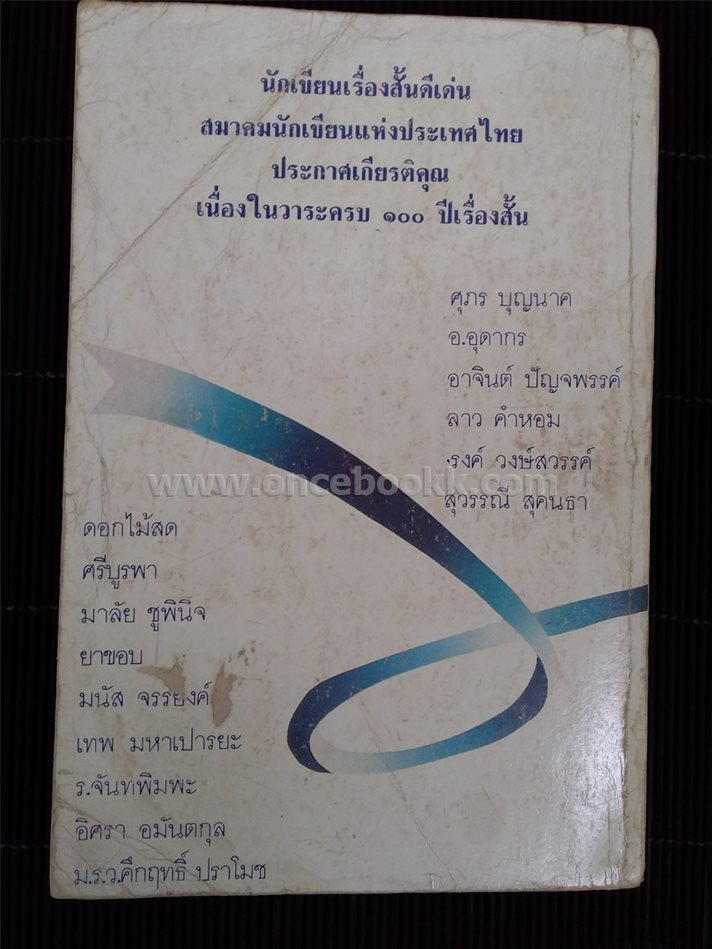 นักเขียนเรื่องสั้นดีเด่น
สมาคมนักเขียนแห่งประเทศไทย
ประกาศเกียรติคุณ
เนื่องในวาระครบ ๑๐๐ ปีเรื่องสั้น
ศุภร บุญนาค
อ.อุดากร
อาจินต์ ปัญจพรรค์
ลาว คำหอม
'รงค์ วงษ์สวรรค์
www.oncebookk.com
สุวรรณี สุคนธา
ดอกไม้สด
ศรีบูรพา
มาลัย ชูพินิจ
ยาขอบ
มนัส จรรยงค์
เทพ มหาเปารยะ
ร.จันทพิมพะ
อิศรา อมันตกุล
ม.ร.ว.คึกฤทธิ์ ปราโมช